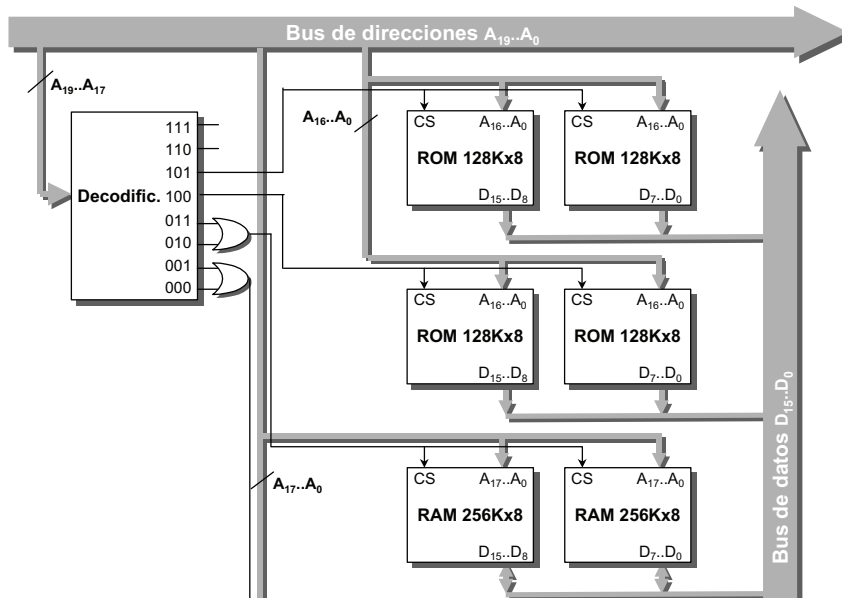 Bus de direcciones A19..A0
A19..A17
Decodific.
111
110
101
100
011
010
001
000
A16..A0
CS A16..A0
ROM 128Kx8
D15..D8
CS A16..A0
ROM 128Kx8
D7..D0
CS A16..A0
ROM 128Kx8
D15..D8
CS A16..A0
ROM 128Kx8
D7..D0
A17..A0
CS A17..A0
RAM 256Kx8
D15..D8
CS A17..A0
RAM 256Kx8
D7..D0
Bus de datos D15..D0